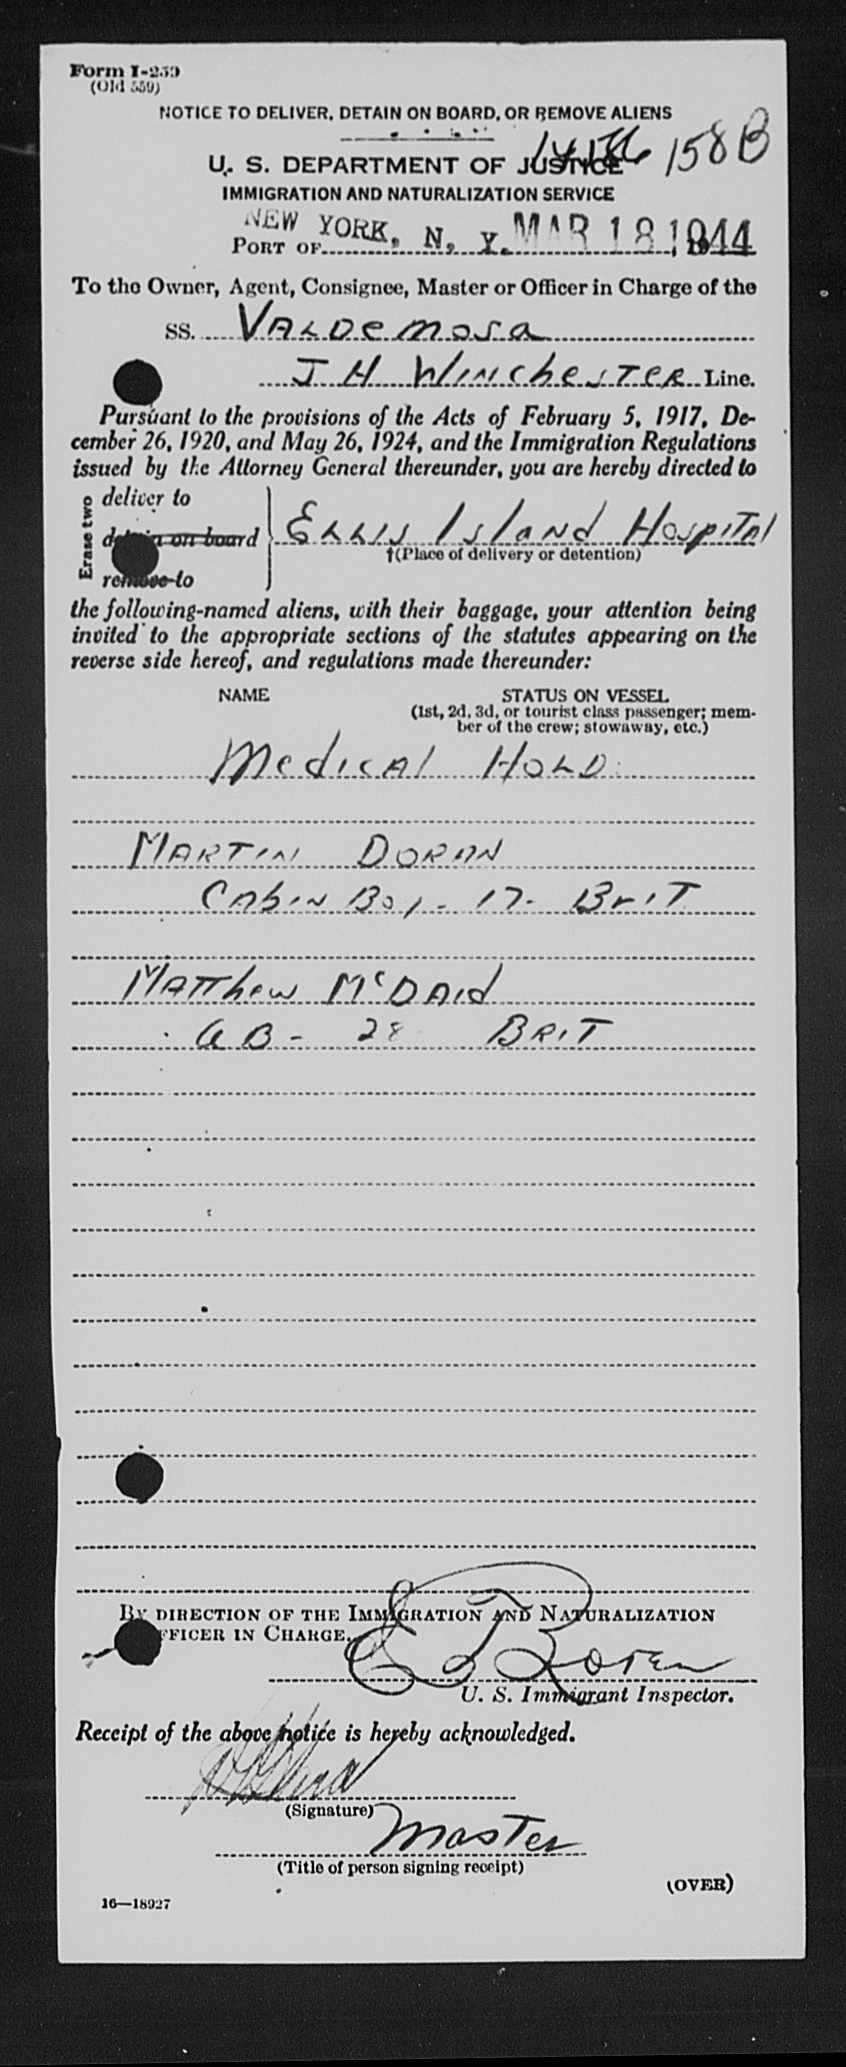 Form I-259
(Old 559)
NOTICE TO DELIVER, DETAIN ON BOARD, OR REMOVE ALIENS
158B
U. S. DEPARTMENT OF JUSTICE
IMMIGRATION AND NATURALIZATION SERVICE
PORT OF NEW YORK, N. Y. MAR 18 1944
To the Owner, Agent, Consignee, Master or Officer in Charge of the
SS. Valdemosa
J H Winchester Line.
Pursuant to the provisions of the Acts of February 5, 1917, De-
cember 26, 1920, and May 26, 1924, and the Immigration Regulations
issued by the Attorney General thereunder, you are hereby directed to
Erase two
deliver to
detain on board
Ellis Island Hospital
†(Place of delivery or detention)
remove to
the following-named aliens, with their baggage, your attention being
invited to the appropriate sections of the statutes appearing on the
reverse side hereof, and regulations made thereunder:
NAME STATUS ON VESSEL
(1st, 2d, 3d, or tourist class passenger; mem-
ber of the crew; stowaway, etc.)
Medical Hold
Martin Doran
Cabin Boy - 17 - Brit
Matthew McDaid
AB - 28 Brit
BY DIRECTION OF THE IMMIGRATION AND NATURALIZATION
OFFICER IN CHARGE.
U. S. Immigrant Inspector.
Receipt of the above notice is hereby acknowledged.
(Signature)
Master
(Title of person signing receipt)
(OVER)
16—18927